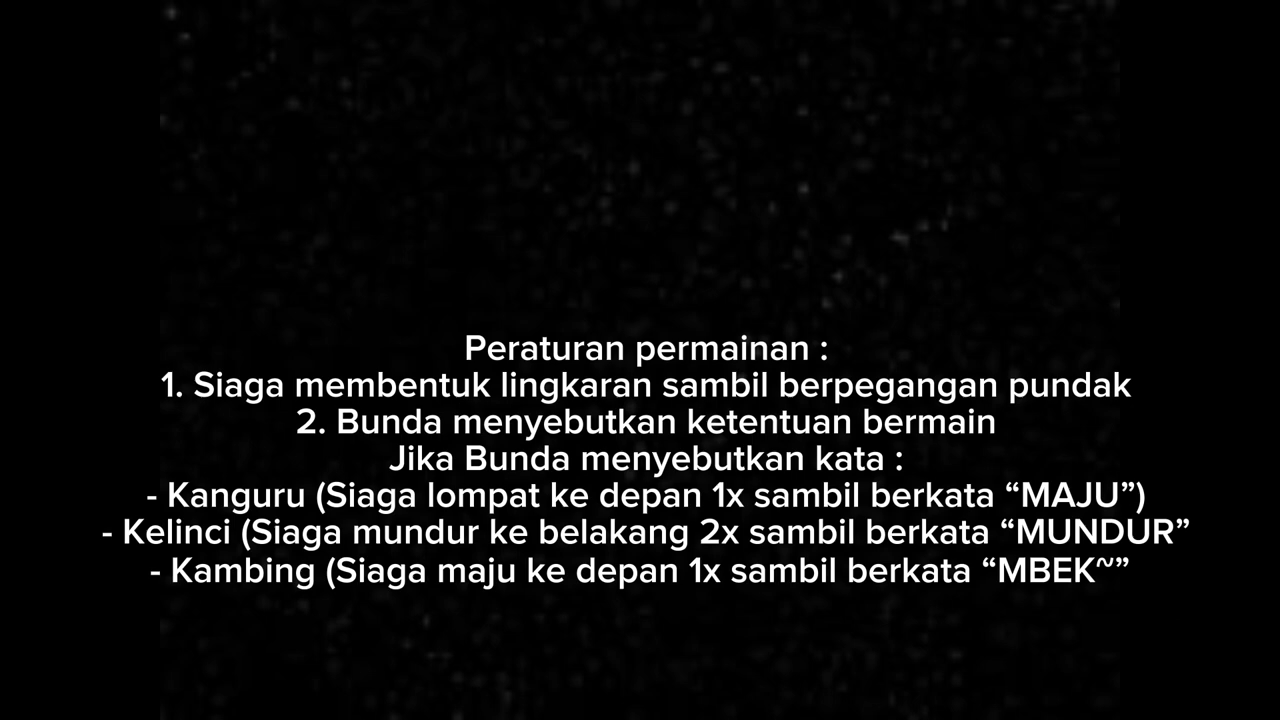 Peraturan permainan :
1. Siaga membentuk lingkaran sambil berpegangan pundak
2. Bunda menyebutkan ketentuan bermain
Jika Bunda menyebutkan kata :
- Kanguru (Siaga lompat ke depan 1x sambil berkata “MAJU”)
- Kelinci (Siaga mundur ke belakang 2x sambil berkata “MUNDUR”
- Kambing (Siaga maju ke depan 1x sambil berkata “MBEK~”